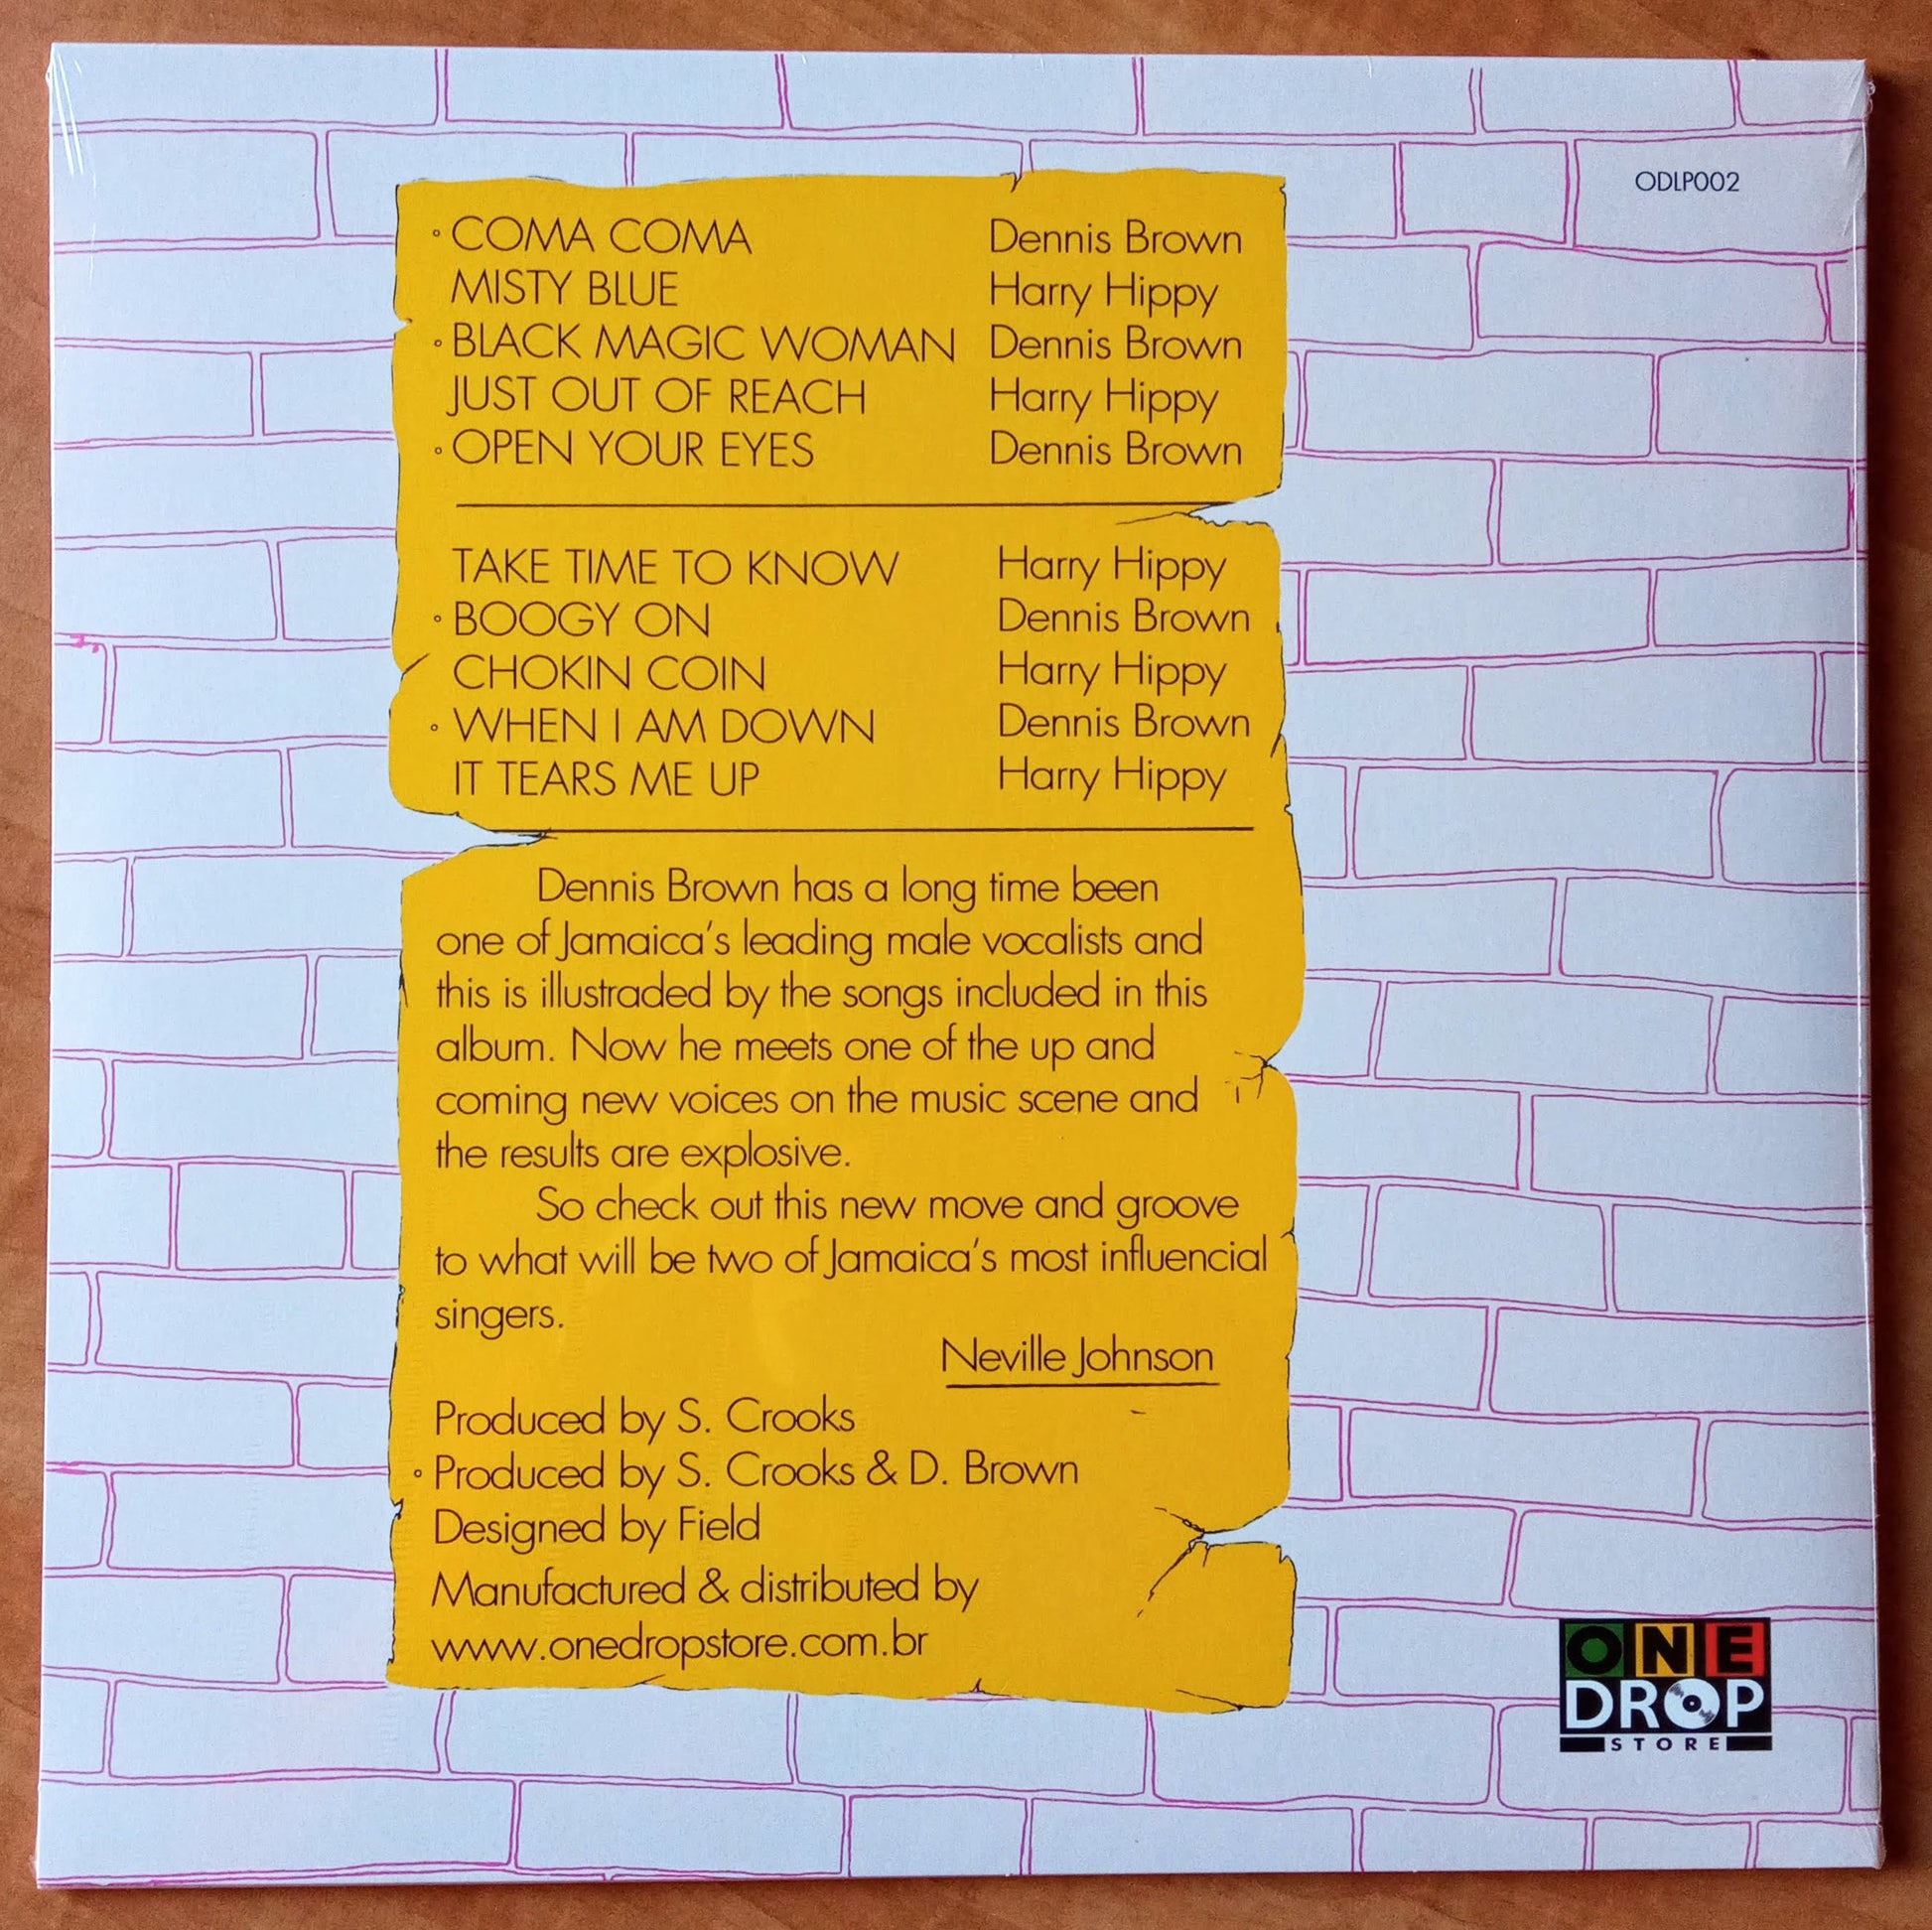 ODLP002
◦ COMA COMA Dennis Brown
MISTY BLUE Harry Hippy
◦ BLACK MAGIC WOMAN Dennis Brown
JUST OUT OF REACH Harry Hippy
◦ OPEN YOUR EYES Dennis Brown
TAKE TIME TO KNOW Harry Hippy
◦ BOOGY ON Dennis Brown
CHOKIN COIN Harry Hippy
◦ WHEN I AM DOWN Dennis Brown
IT TEARS ME UP Harry Hippy
Dennis Brown has a long time been
one of Jamaica's leading male vocalists and
this is illustraded by the songs included in this
album. Now he meets one of the up and
coming new voices on the music scene and
the results are explosive.
So check out this new move and groove
to what will be two of Jamaica's most influencial
singers.
Neville Johnson
Produced by S. Crooks
◦ Produced by S. Crooks & D. Brown
Designed by Field
Manufactured & distributed by
www.onedropstore.com.br
ONE
DROP
STORE